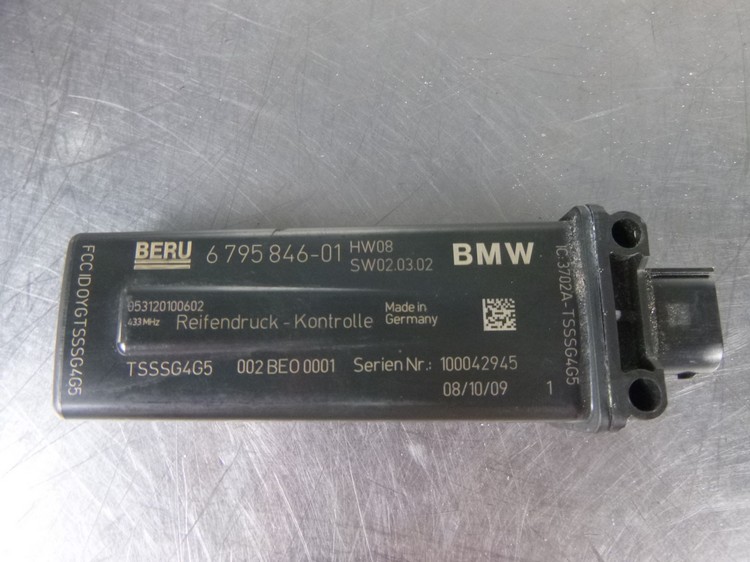 FCC ID OYGTSSSG4G5
BERU 6 795 846-01 HW08
SW02.03.02
BMW
053120100602
433 MHz Reifendruck - Kontrolle Made in
Germany
TSSSG4G5 002 BE0 0001 Serien Nr.: 100042945
08/10/09 1
IC 3702A-TSSSG4G5